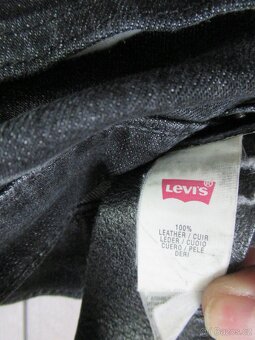 LEVI'S®
100%
LEATHER / CUIR
LEDER / CUOIO
CUERO / PELE
DERI